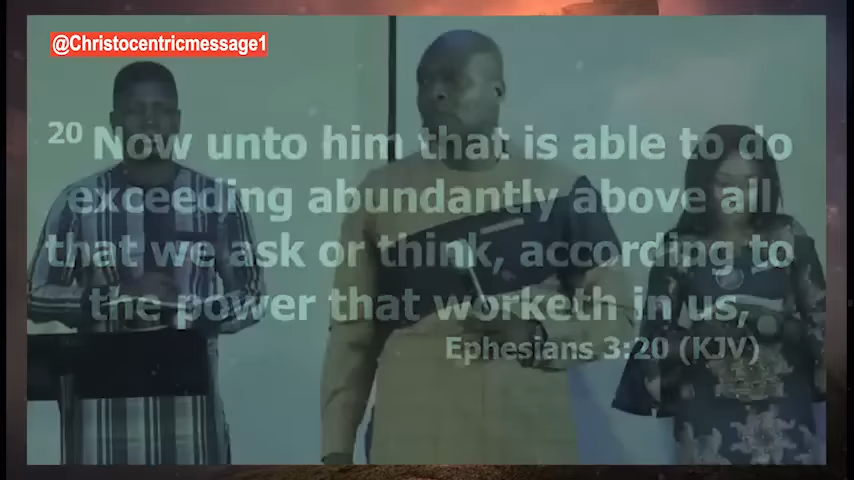 @Christocentricmessage1
20 Now unto him that is able to do
exceeding abundantly above all
that we ask or think, according to
the power that worketh in us,
Ephesians 3:20 (KJV)